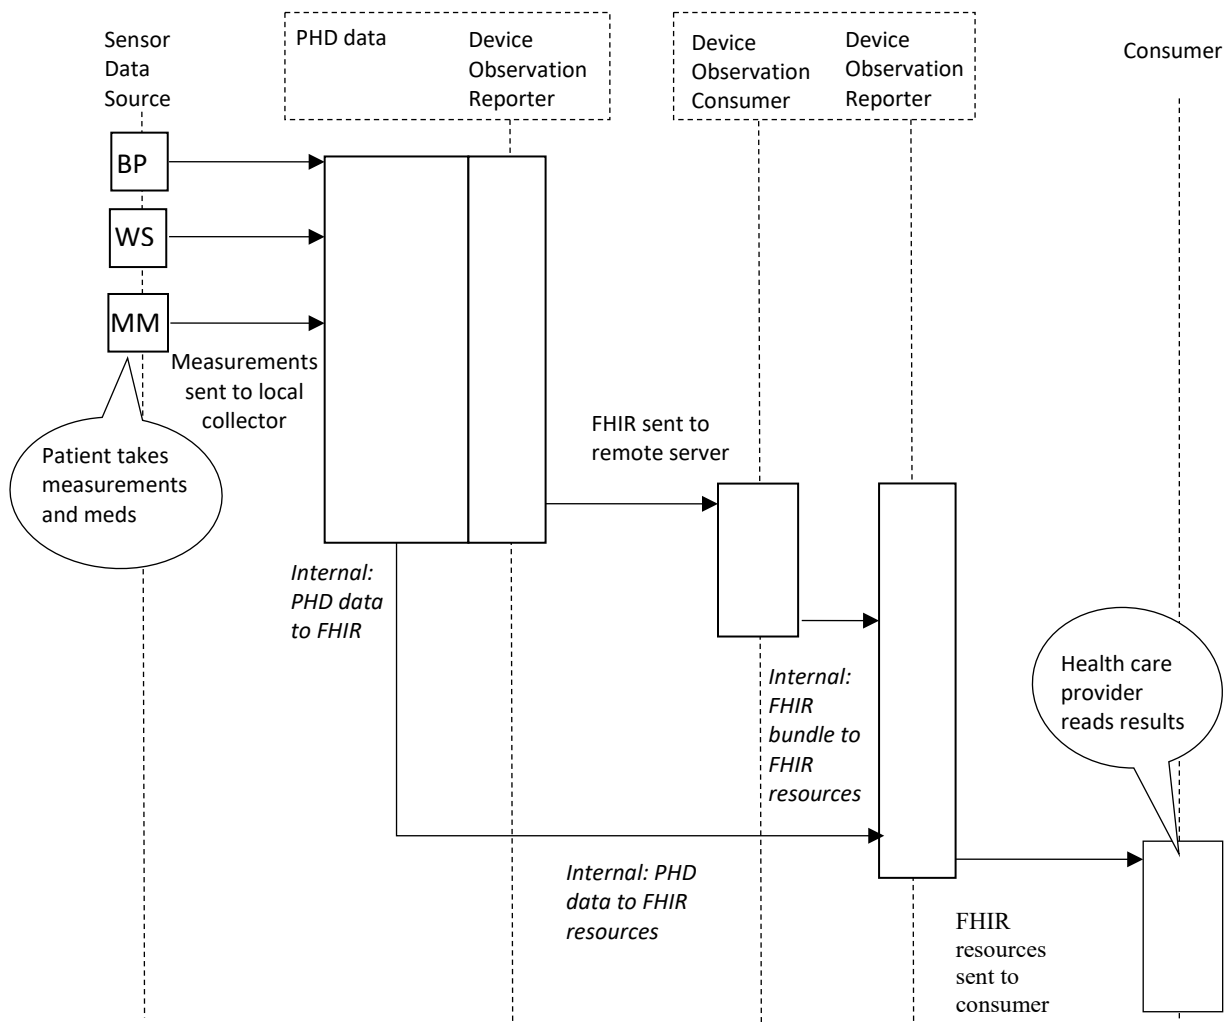 Sensor
Data
Source
PHD data
Device
Observation
Reporter
Device
Observation
Consumer
Device
Observation
Reporter
Consumer
BP
WS
MM
Measurements
sent to local
collector
Patient takes
measurements
and meds
FHIR sent to
remote server
Internal:
PHD data
to FHIR
Internal:
FHIR
bundle to
FHIR
resources
Health care
provider
reads results
Internal: PHD
data to FHIR
resources
FHIR
resources
sent to
consumer